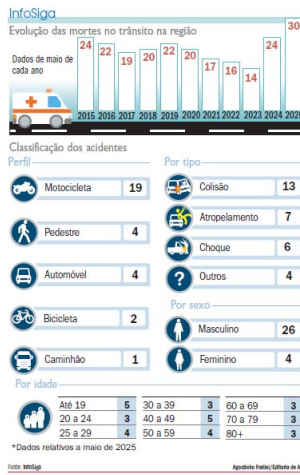 InfoSiga
Evolução das mortes no trânsito na região
Dados de maio de
cada ano
24 22 19 20 22 20 17 16 14 24 30
2015 2016 2017 2018 2019 2020 2021 2022 2023 2024 2025
Classificação dos acidentes
Perfil
Motocicleta 19
Pedestre 4
Automóvel 4
Bicicleta 2
Caminhão 1
Por tipo
Colisão 13
Atropelamento 7
Choque 6
Outros 4
Por sexo
Masculino 26
Feminino 4
Por idade
Até 19 5 30 a 39 3 60 a 69 3
20 a 24 3 40 a 49 5 70 a 79 3
25 a 29 4 50 a 59 4 80+ 3
*Dados relativos a maio de 2025
Fonte: InfoSiga
Agostinho Fratini/Editoria de A